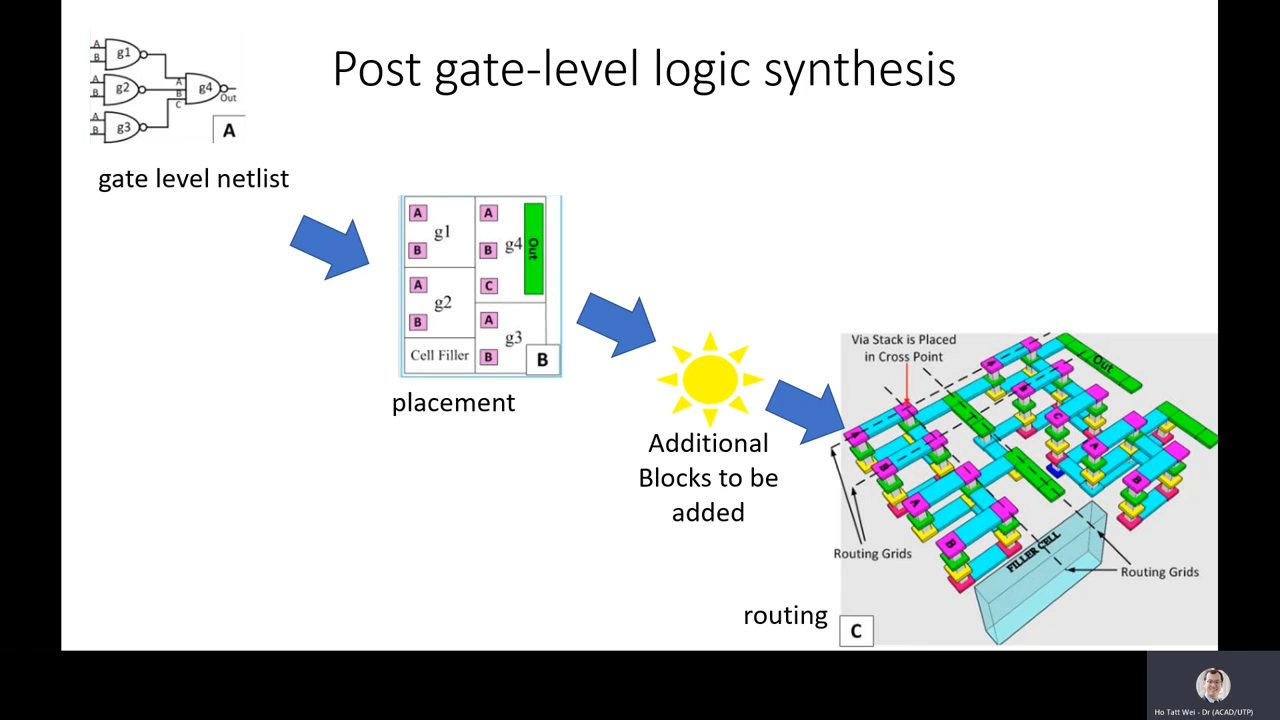 Post gate-level logic synthesis
A
B
g1
A
B
g2
A
B
g3
A
B
C
g4
Out
A
gate level netlist
A
g1
B
A
g2
B
Cell Filler
A
B
g4
C
Out
A
g3
B
B
placement
Additional
Blocks to be
added
Via Stack is Placed
in Cross Point
Out
A
B
A
B
A
B
C
A
B
FILLER CELL
Routing Grids
Routing Grids
routing
C
Ho Tatt Wei - Dr (ACAD/UTP)